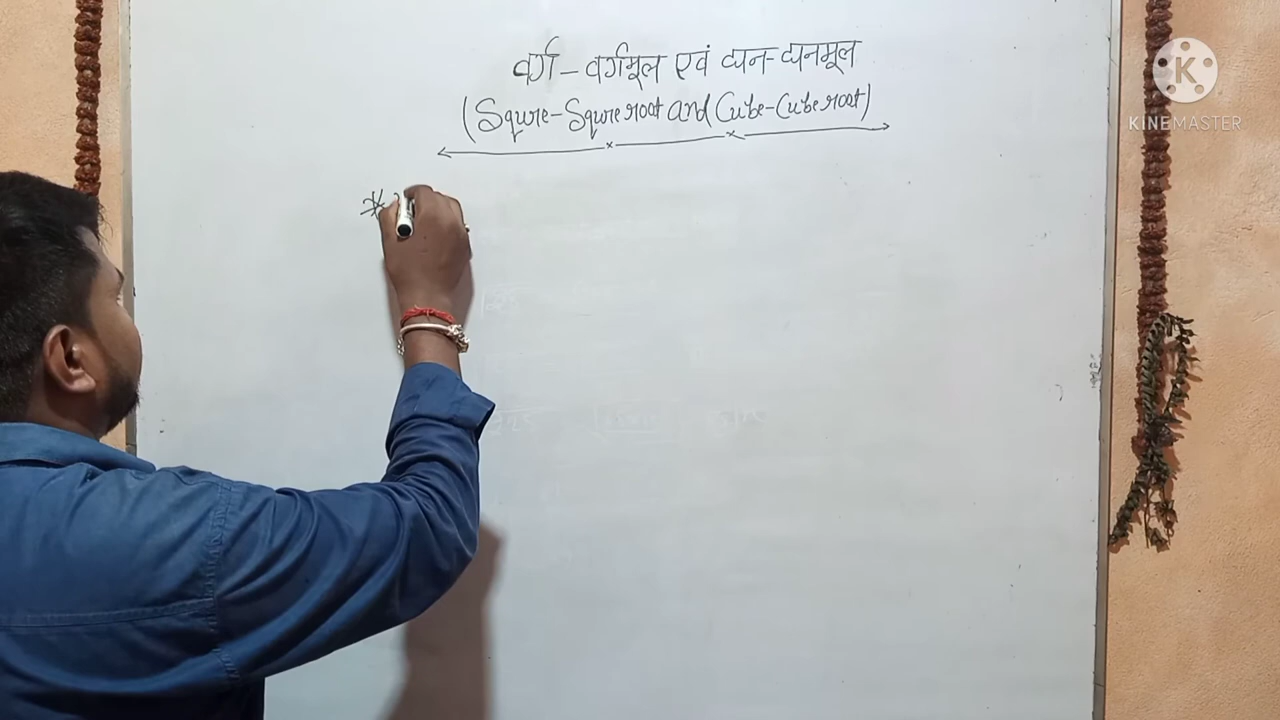 वर्ग - वर्गमूल एवं घन-घनमूल
(Squre-Squre root and Cube-Cube root)
*
K
KINEMASTER